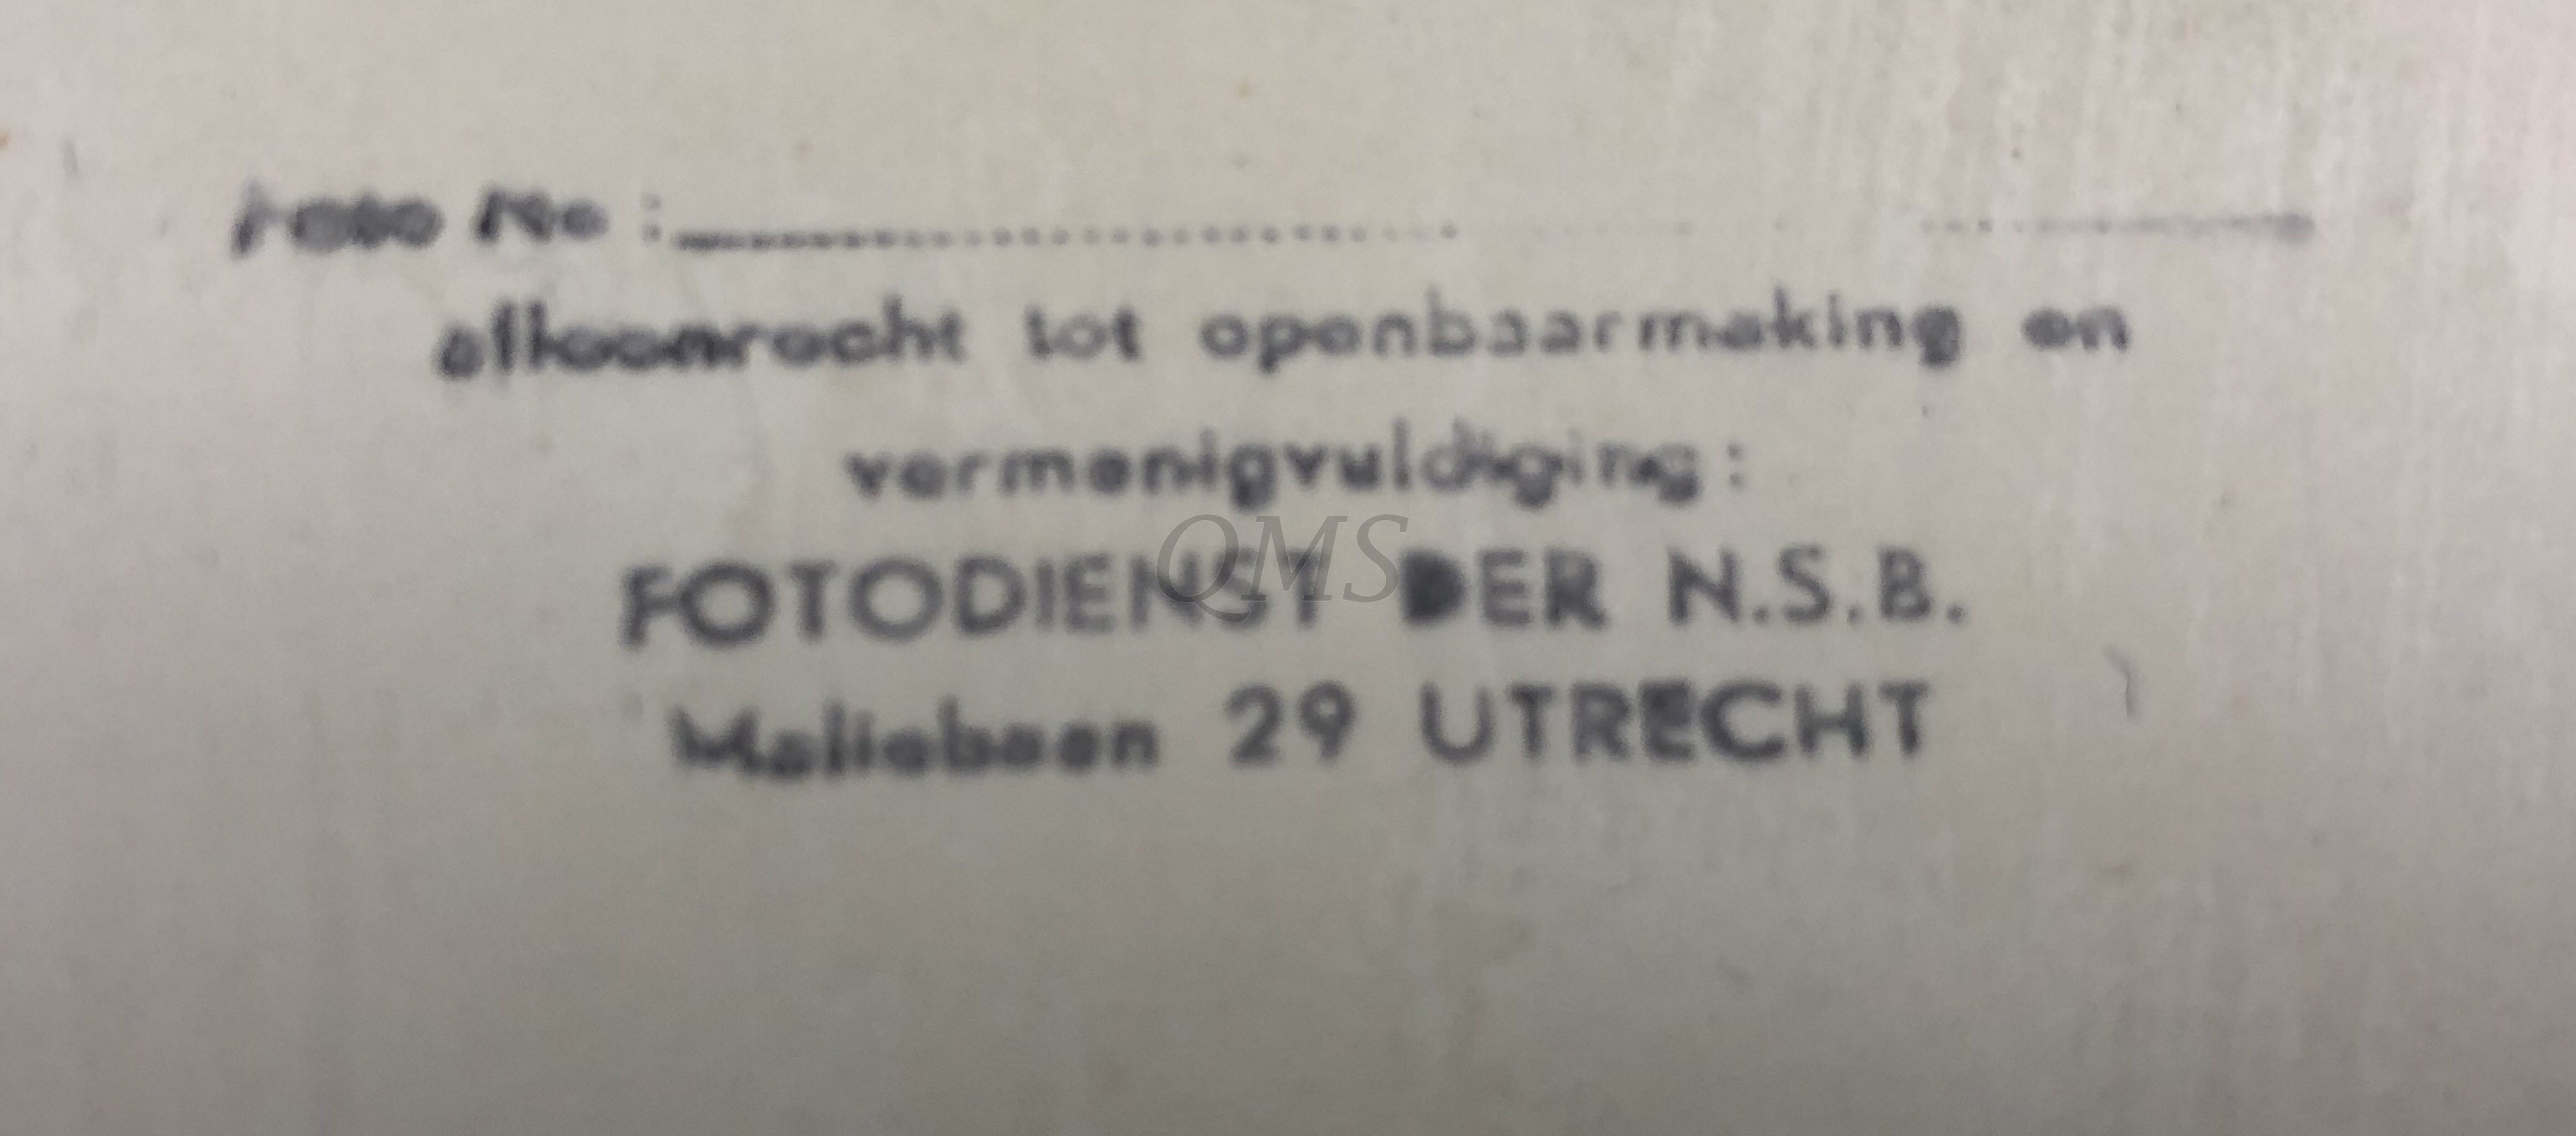 Foto No :
alleenrecht tot openbaarmaking en
vermenigvuldiging :
FOTODIENST DER N.S.B.
Maliebaan 29 UTRECHT
QMS